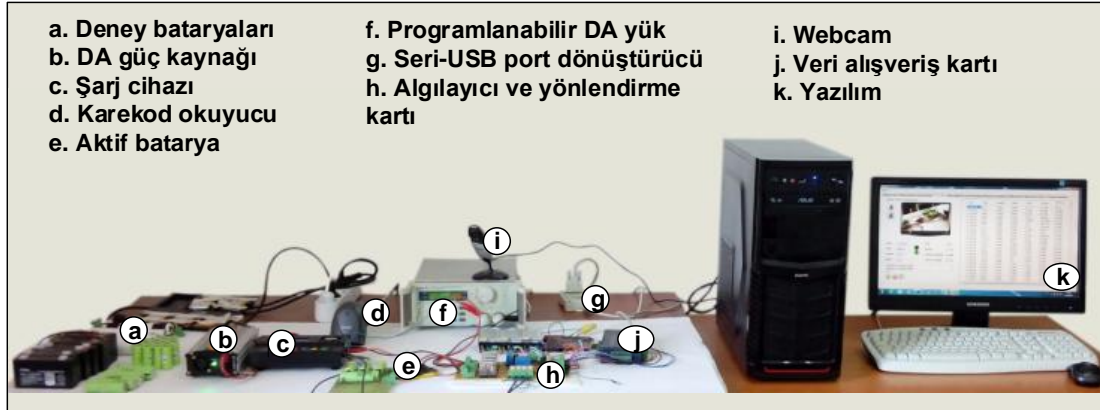 a. Deney bataryaları
b. DA güç kaynağı
c. Şarj cihazı
d. Karekod okuyucu
e. Aktif batarya
f. Programlanabilir DA yük
g. Seri-USB port dönüştürücü
h. Algılayıcı ve yönlendirme
kartı
i. Webcam
j. Veri alışveriş kartı
k. Yazılım
i
k
g
f
d
a
b
c
j
e
h
SAMSUNG